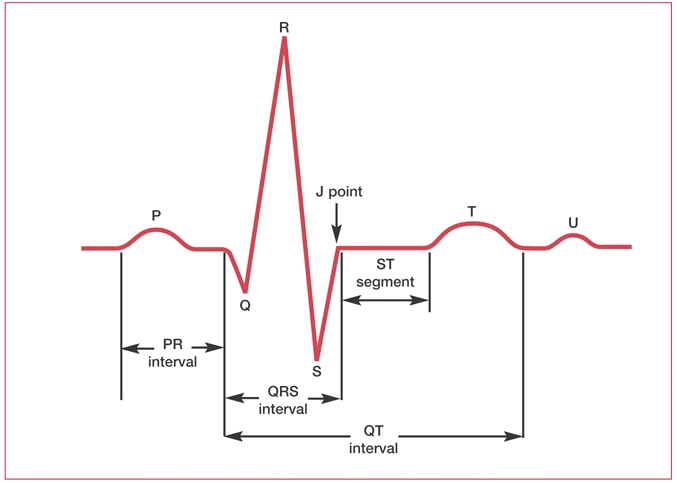 R
J point
P
T
U
ST
segment
Q
PR
interval
S
QRS
interval
QT
interval